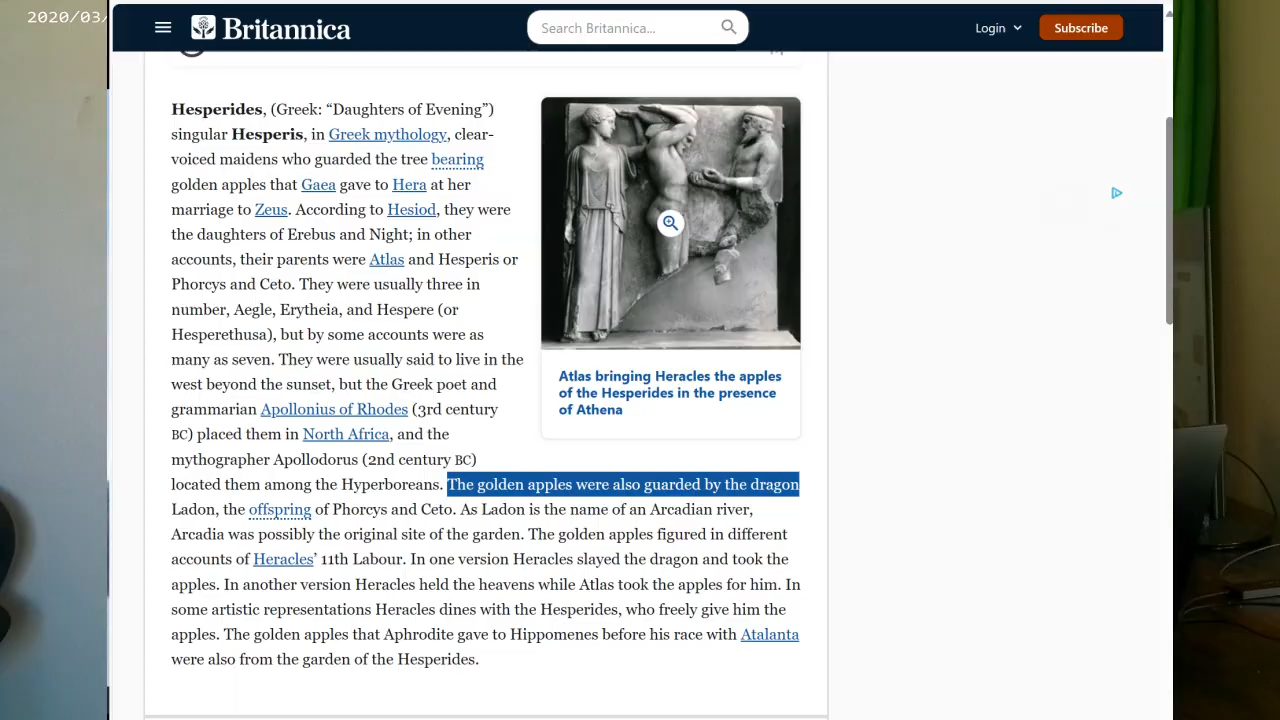 2020/03/
Britannica
Search Britannica...
Login
Subscribe
Hesperides, (Greek: “Daughters of Evening”)
singular Hesperis, in Greek mythology, clear-
voiced maidens who guarded the tree bearing
golden apples that Gaea gave to Hera at her
marriage to Zeus. According to Hesiod, they were
the daughters of Erebus and Night; in other
accounts, their parents were Atlas and Hesperis or
Phorcys and Ceto. They were usually three in
number, Aegle, Erytheia, and Hespere (or
Hesperethusa), but by some accounts were as
many as seven. They were usually said to live in the
west beyond the sunset, but the Greek poet and
grammarian Apollonius of Rhodes (3rd century
BC) placed them in North Africa, and the
mythographer Apollodorus (2nd century BC)
located them among the Hyperboreans. The golden apples were also guarded by the dragon
Ladon, the offspring of Phorcys and Ceto. As Ladon is the name of an Arcadian river,
Arcadia was possibly the original site of the garden. The golden apples figured in different
accounts of Heracles’ 11th Labour. In one version Heracles slayed the dragon and took the
apples. In another version Heracles held the heavens while Atlas took the apples for him. In
some artistic representations Heracles dines with the Hesperides, who freely give him the
apples. The golden apples that Aphrodite gave to Hippomenes before his race with Atalanta
were also from the garden of the Hesperides.
Atlas bringing Heracles the apples
of the Hesperides in the presence
of Athena